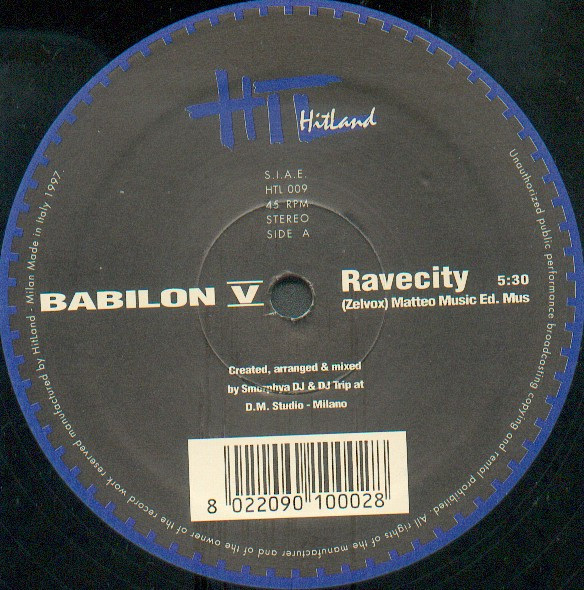 HTL
HitLand
S.I.A.E.
HTL 009
45 RPM
STEREO
SIDE A
BABILON V
Ravecity 5:30
(Zelvox) Matteo Music Ed. Mus
Created, arranged & mixed
by Smorphya DJ & DJ Trip at
D.M. Studio - Milano
8 022090 100028
Unauthorized public performance broadcasting copying and rental prohibited. All rights of the manufacturer and of the owner of the record work reserved manufactured by HitLand - Milan Made in Italy 1997.